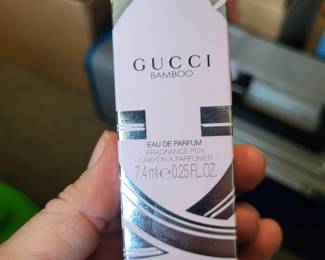 GUCCI
BAMBOO
EAU DE PARFUM
FRAGRANCE PEN
CRAYON À PARFUMER
7.4 ml ℮ 0.25 FL.OZ.